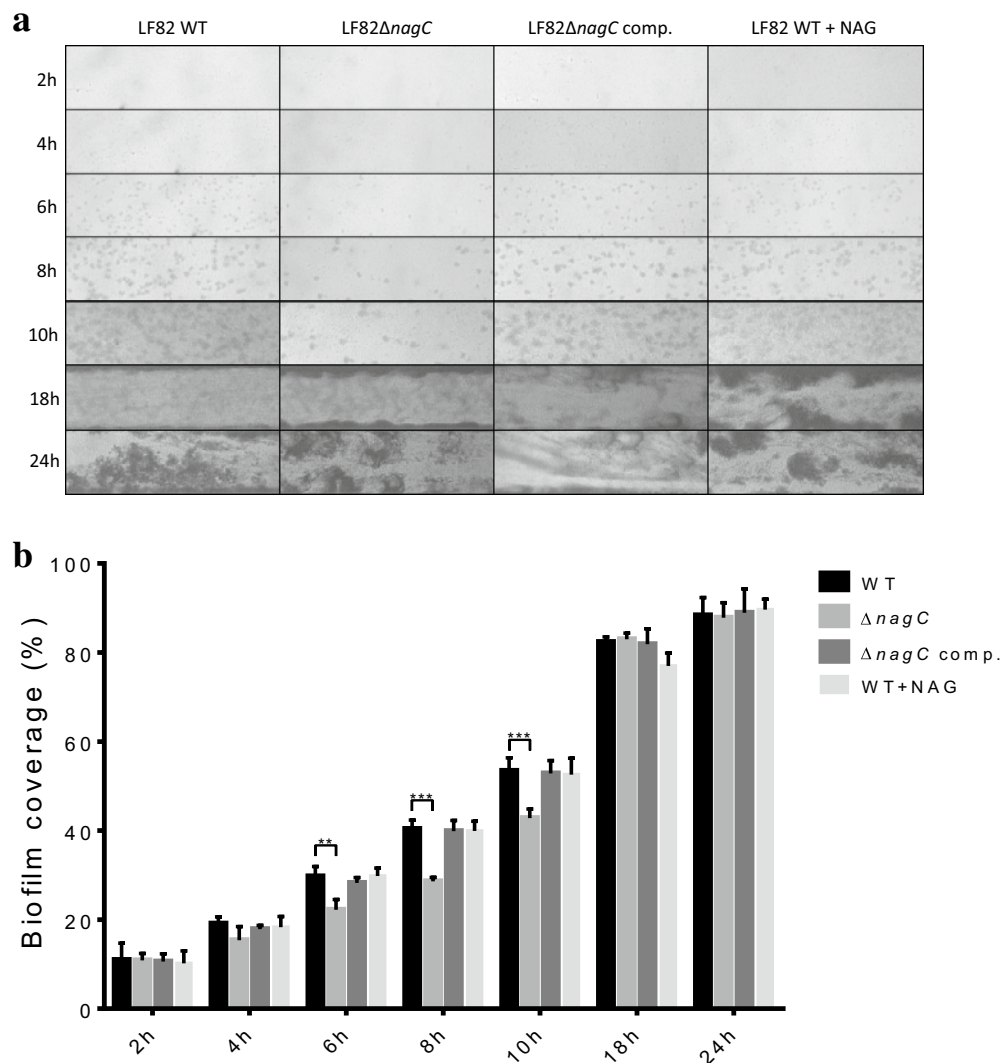 a
LF82 WT LF82ΔnagC LF82ΔnagC comp. LF82 WT + NAG
2h
4h
6h
8h
10h
18h
24h
b
Biofilm coverage (%)
100
80
60
40
20
0
** *** ***
2h 4h 6h 8h 10h 18h 24h
WT
ΔnagC
ΔnagC comp.
WT+NAG